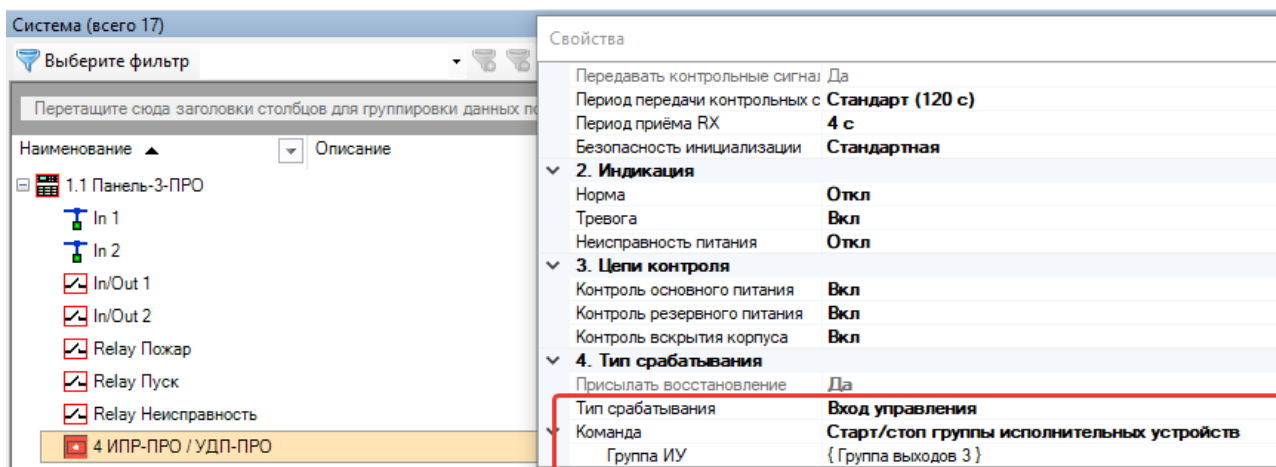 Система (всего 17)
Выберите фильтр
Перетащите сюда заголовки столбцов для группировки данных по
Наименование Описание
1.1 Панель-3-ПРО
In 1
In 2
In/Out 1
In/Out 2
Relay Пожар
Relay Пуск
Relay Неисправность
4 ИПР-ПРО / УДП-ПРО
Свойства
Передавать контрольные сигнал Да
Период передачи контрольных с Стандарт (120 с)
Период приёма RX 4 с
Безопасность инициализации Стандартная
2. Индикация
Норма Откл
Тревога Вкл
Неисправность питания Откл
3. Цепи контроля
Контроль основного питания Вкл
Контроль резервного питания Вкл
Контроль вскрытия корпуса Вкл
4. Тип срабатывания
Присылать восстановление Да
Тип срабатывания Вход управления
Команда Старт/стоп группы исполнительных устройств
Группа ИУ { Группа выходов 3 }